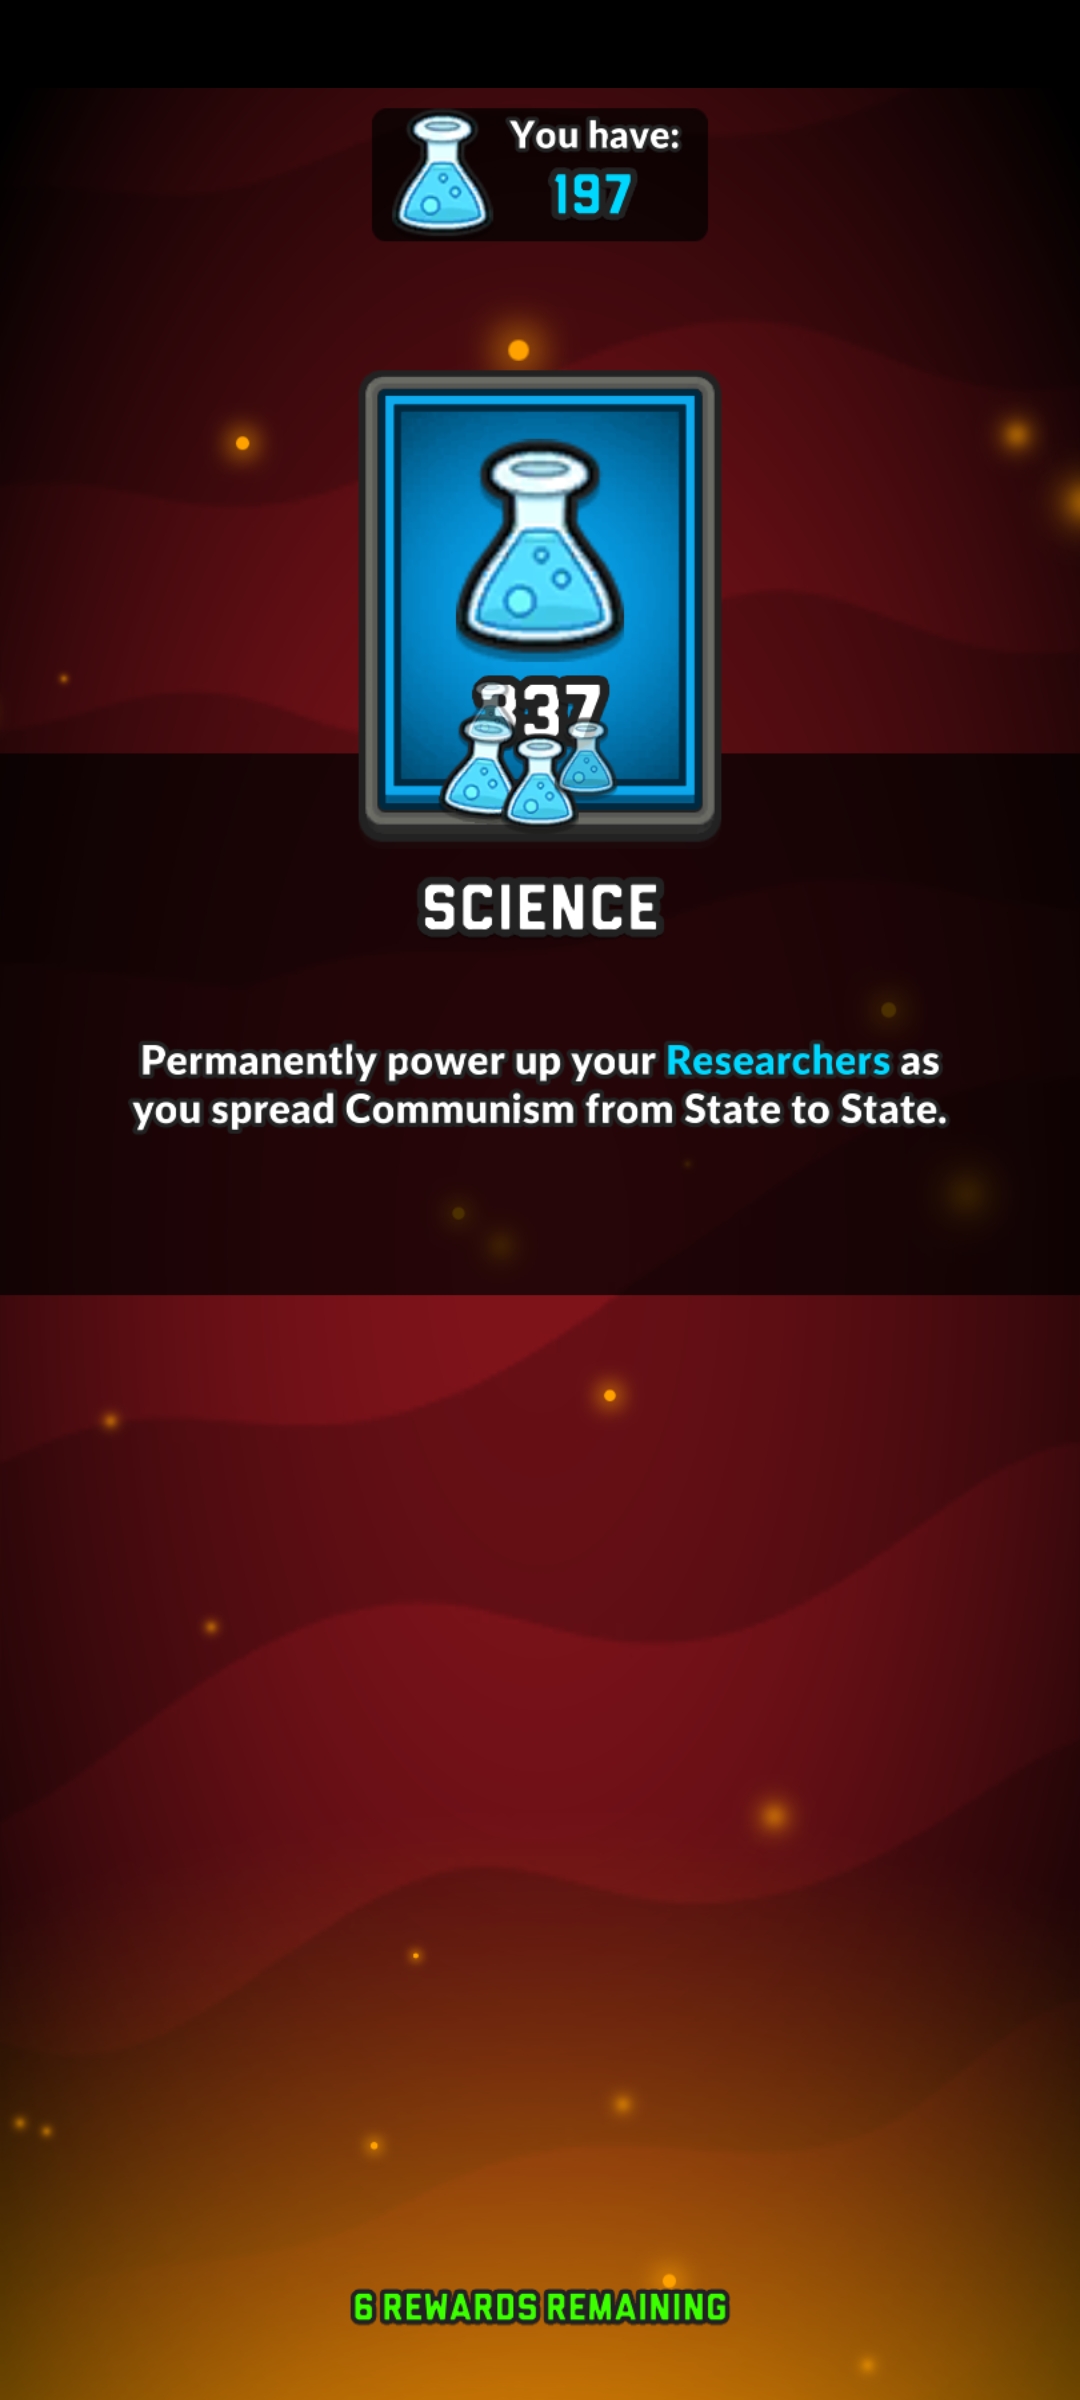 You have:
197
337
SCIENCE
Permanently power up your Researchers as
you spread Communism from State to State.
6 REWARDS REMAINING